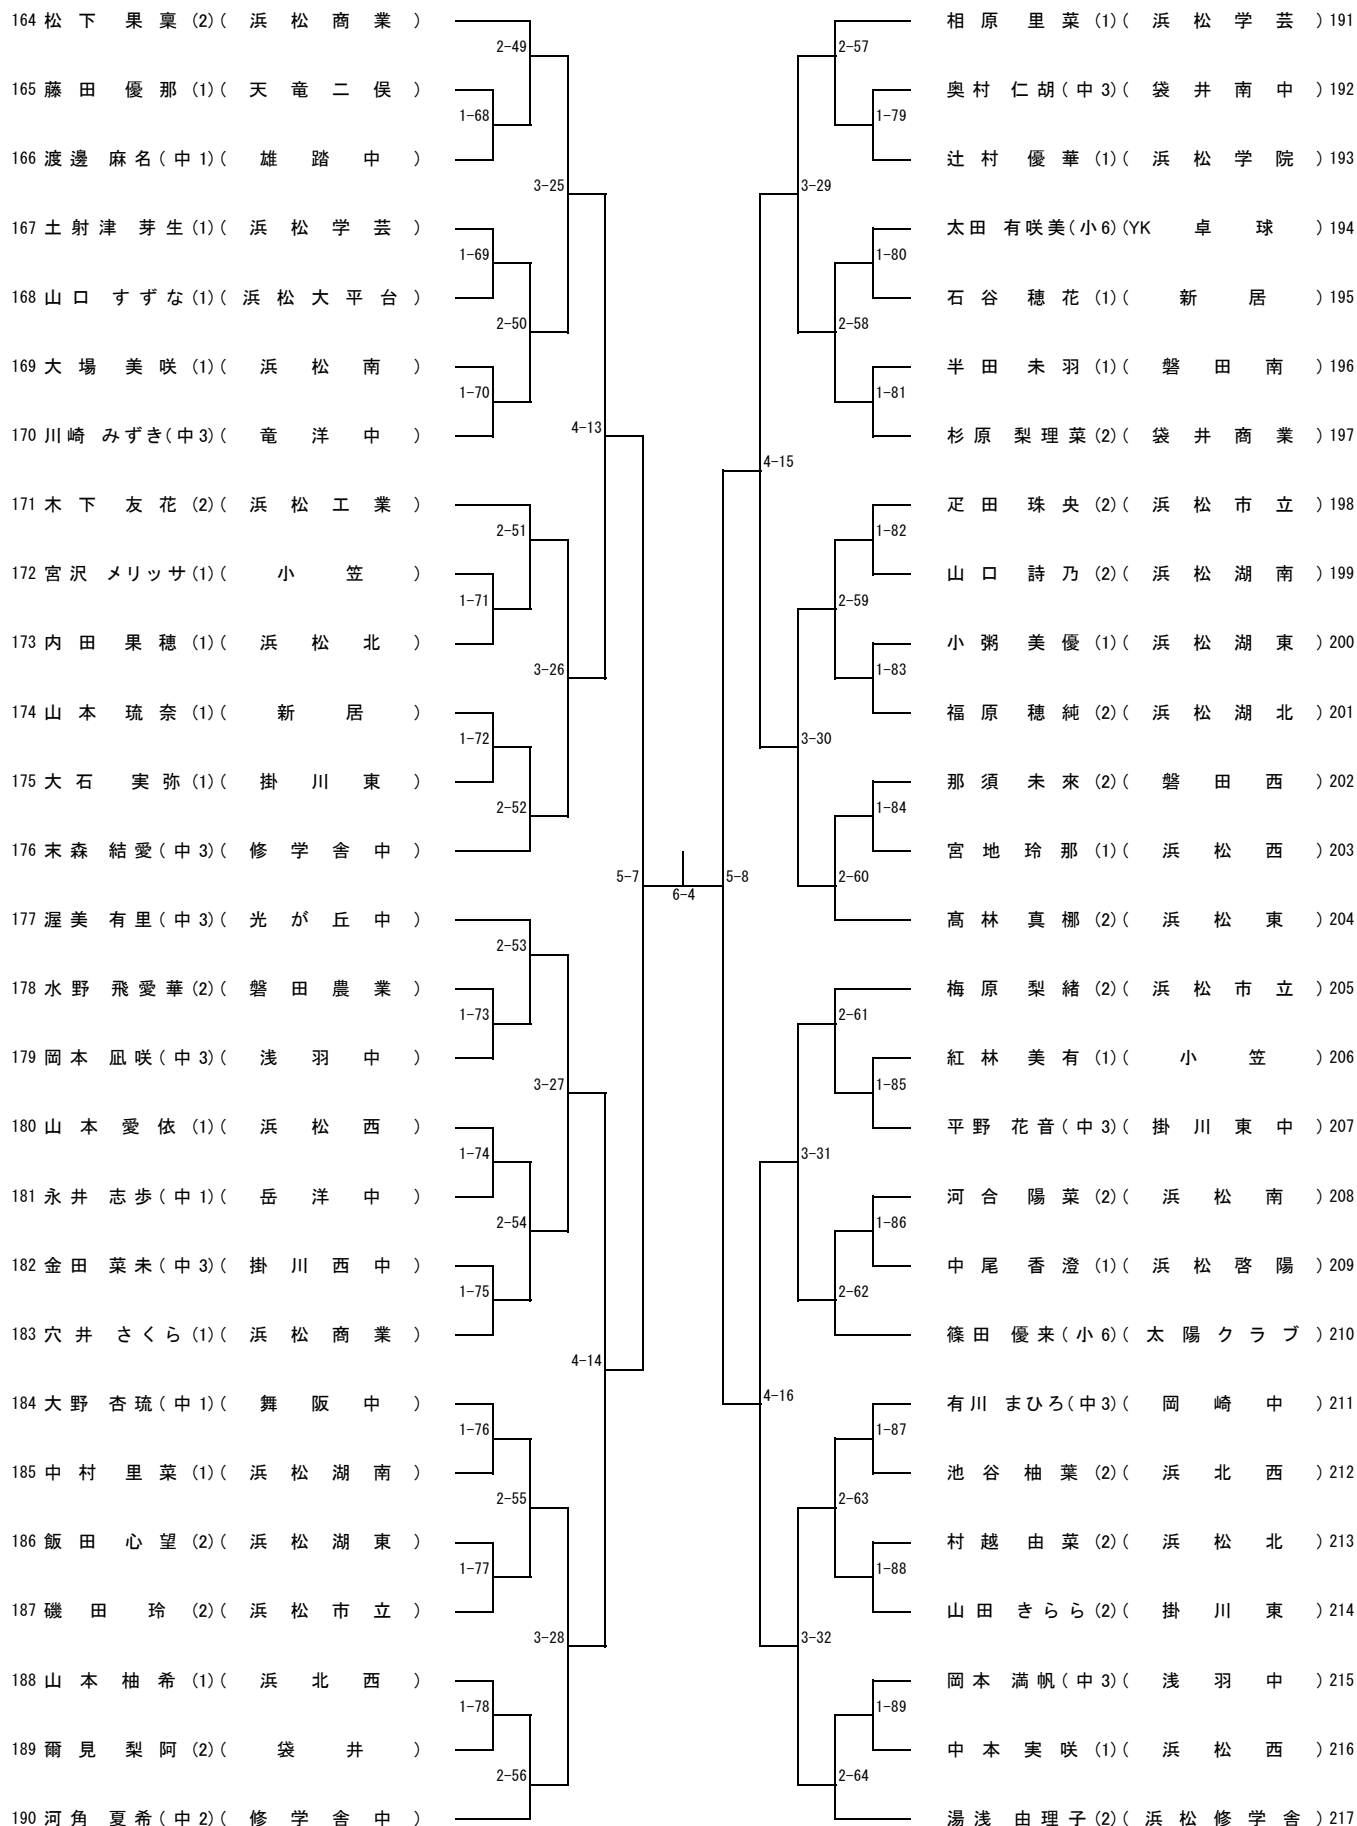 164 松下 果稟 (2) ( 浜松商業 )
2-49
165 藤田 優那 (1) ( 天竜二俣 )
1-68
166 渡邊 麻名 (中1) ( 雄踏中 )
3-25
167 土射津 芽生 (1) ( 浜松学芸 )
1-69
168 山口 すずな (1) ( 浜松大平台 )
2-50
169 大場 美咲 (1) ( 浜松南 )
1-70
170 川崎 みずき (中3) ( 竜洋中 )
4-13
171 木下 友花 (2) ( 浜松工業 )
2-51
172 宮沢 メリッサ (1) ( 小笠 )
1-71
173 内田 果穂 (1) ( 浜松北 )
3-26
174 山本 琉奈 (1) ( 新居 )
1-72
175 大石 実弥 (1) ( 掛川東 )
2-52
176 末森 結愛 (中3) ( 修学舎中 )
5-7
177 渥美 有里 (中3) ( 光が丘中 )
2-53
178 水野 飛愛華 (2) ( 磐田農業 )
1-73
179 岡本 凪咲 (中3) ( 浅羽中 )
3-27
180 山本 愛依 (1) ( 浜松西 )
1-74
181 永井 志歩 (中1) ( 岳洋中 )
2-54
182 金田 菜未 (中3) ( 掛川西中 )
1-75
183 穴井 さくら (1) ( 浜松商業 )
4-14
184 大野 杏琉 (中1) ( 舞阪中 )
1-76
185 中村 里菜 (1) ( 浜松湖南 )
2-55
186 飯田 心望 (2) ( 浜松湖東 )
1-77
187 磯田 玲 (2) ( 浜松市立 )
3-28
188 山本 柚希 (1) ( 浜北西 )
1-78
189 爾見 梨阿 (2) ( 袋井 )
2-56
190 河角 夏希 (中2) ( 修学舎中 )
6-4
相原 里菜 (1) ( 浜松学芸 ) 191
2-57
奥村 仁胡 (中3) ( 袋井南中 ) 192
1-79
辻村 優華 (1) ( 浜松学院 ) 193
3-29
太田 有咲美 (小6) (YK 卓球 ) 194
1-80
石谷 穂花 (1) ( 新居 ) 195
2-58
半田 未羽 (1) ( 磐田南 ) 196
1-81
杉原 梨理菜 (2) ( 袋井商業 ) 197
4-15
疋田 珠央 (2) ( 浜松市立 ) 198
1-82
山口 詩乃 (2) ( 浜松湖南 ) 199
2-59
小粥 美優 (1) ( 浜松湖東 ) 200
1-83
福原 穂純 (2) ( 浜松湖北 ) 201
3-30
那須 未來 (2) ( 磐田西 ) 202
1-84
宮地 玲那 (1) ( 浜松西 ) 203
5-8
2-60
髙林 真梛 (2) ( 浜松東 ) 204
梅原 梨緒 (2) ( 浜松市立 ) 205
2-61
紅林 美有 (1) ( 小笠 ) 206
1-85
平野 花音 (中3) ( 掛川東中 ) 207
3-31
河合 陽菜 (2) ( 浜松南 ) 208
1-86
中尾 香澄 (1) ( 浜松啓陽 ) 209
2-62
篠田 優来 (小6) ( 太陽クラブ ) 210
4-16
有川 まひろ (中3) ( 岡崎中 ) 211
1-87
池谷 柚葉 (2) ( 浜北西 ) 212
2-63
村越 由菜 (2) ( 浜松北 ) 213
1-88
山田 きらら (2) ( 掛川東 ) 214
3-32
岡本 満帆 (中3) ( 浅羽中 ) 215
1-89
中本 実咲 (1) ( 浜松西 ) 216
2-64
湯浅 由理子 (2) ( 浜松修学舎 ) 217